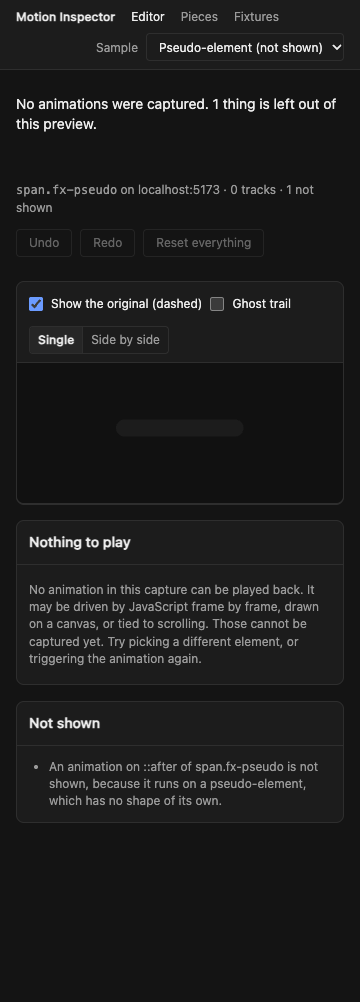 Motion Inspector Editor Pieces Fixtures
Sample Pseudo-element (not shown)
No animations were captured. 1 thing is left out of
this preview.
span.fx-pseudo on localhost:5173 · 0 tracks · 1 not
shown
Undo Redo Reset everything
Show the original (dashed) Ghost trail
Single Side by side
Nothing to play
No animation in this capture can be played back. It
may be driven by JavaScript frame by frame, drawn
on a canvas, or tied to scrolling. Those cannot be
captured yet. Try picking a different element, or
triggering the animation again.
Not shown
• An animation on ::after of span.fx-pseudo is not
shown, because it runs on a pseudo-element,
which has no shape of its own.